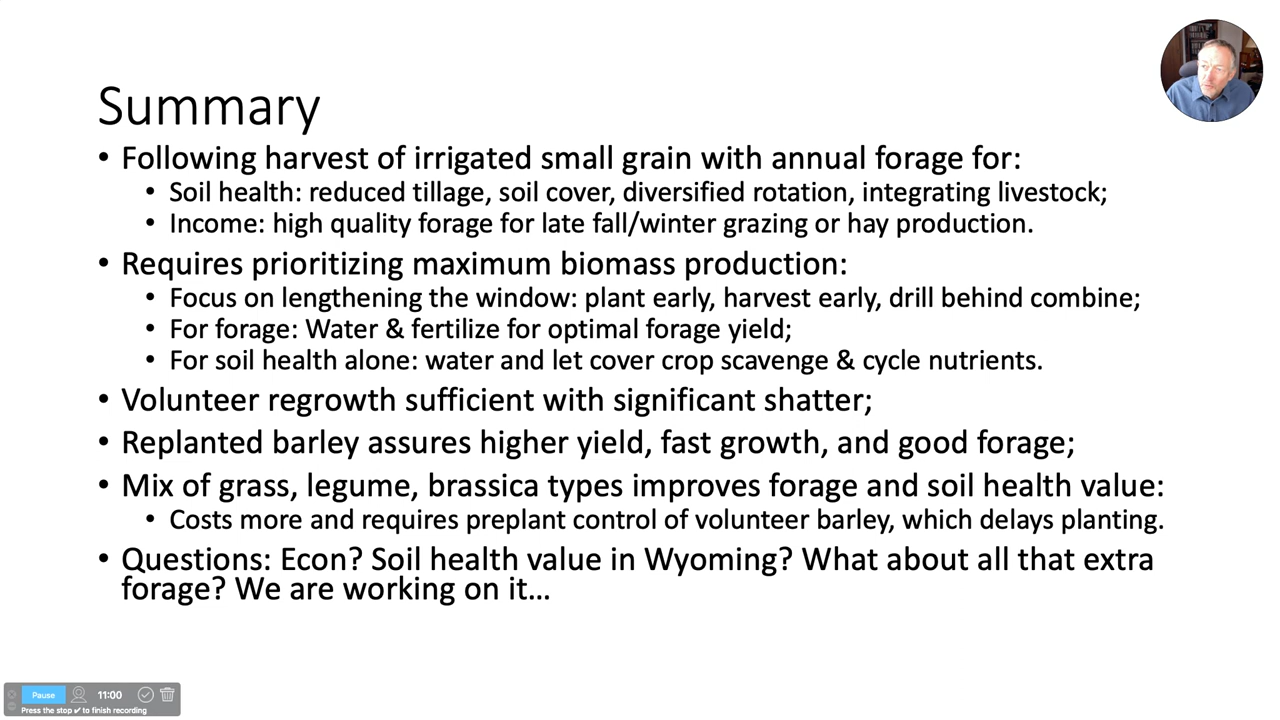 Summary
• Following harvest of irrigated small grain with annual forage for:
• Soil health: reduced tillage, soil cover, diversified rotation, integrating livestock;
• Income: high quality forage for late fall/winter grazing or hay production.
• Requires prioritizing maximum biomass production:
• Focus on lengthening the window: plant early, harvest early, drill behind combine;
• For forage: Water & fertilize for optimal forage yield;
• For soil health alone: water and let cover crop scavenge & cycle nutrients.
• Volunteer regrowth sufficient with significant shatter;
• Replanted barley assures higher yield, fast growth, and good forage;
• Mix of grass, legume, brassica types improves forage and soil health value:
• Costs more and requires preplant control of volunteer barley, which delays planting.
• Questions: Econ? Soil health value in Wyoming? What about all that extra
forage? We are working on it…
Pause 11:00
Press the stop ✔ to finish recording